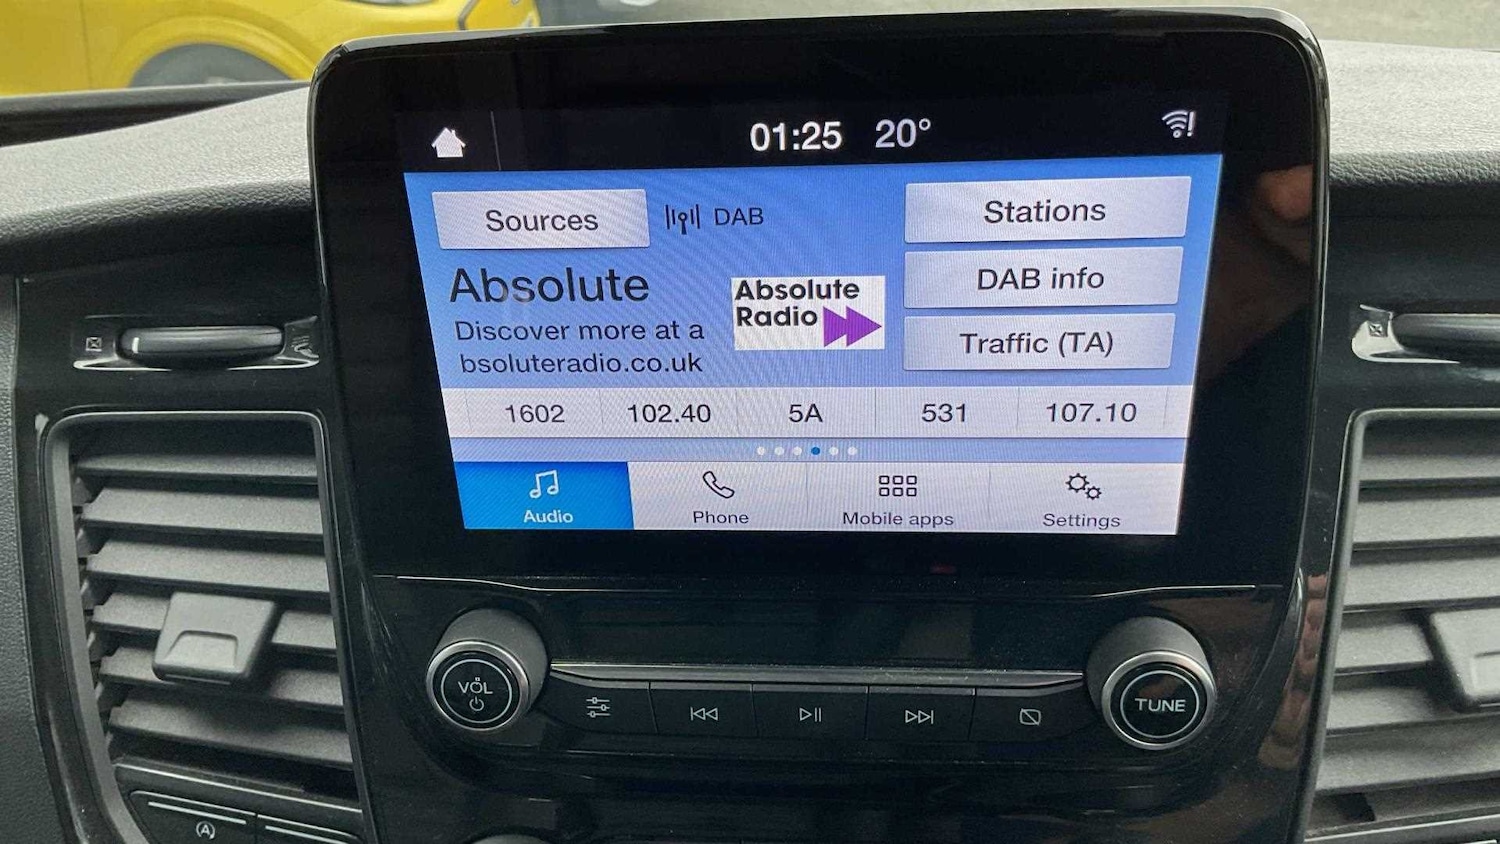 01:25 20°
Sources
DAB
Stations
Absolute
Discover more at a
bsoluteradio.co.uk
Absolute
Radio
DAB info
Traffic (TA)
1602 102.40 5A 531 107.10
Audio Phone Mobile apps Settings
VOL
TUNE
A